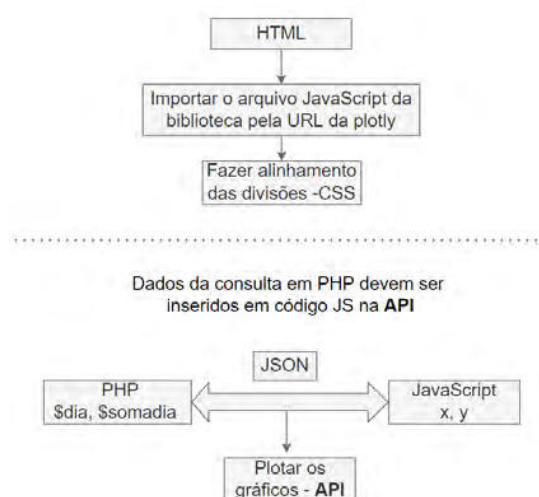 HTML
Importar o arquivo JavaScript da
biblioteca pela URL da plotly
Fazer alinhamento
das divisões -CSS
Dados da consulta em PHP devem ser
inseridos em código JS na API
JSON
PHP
$dia, $somadia
JavaScript
x, y
Plotar os
gráficos - API